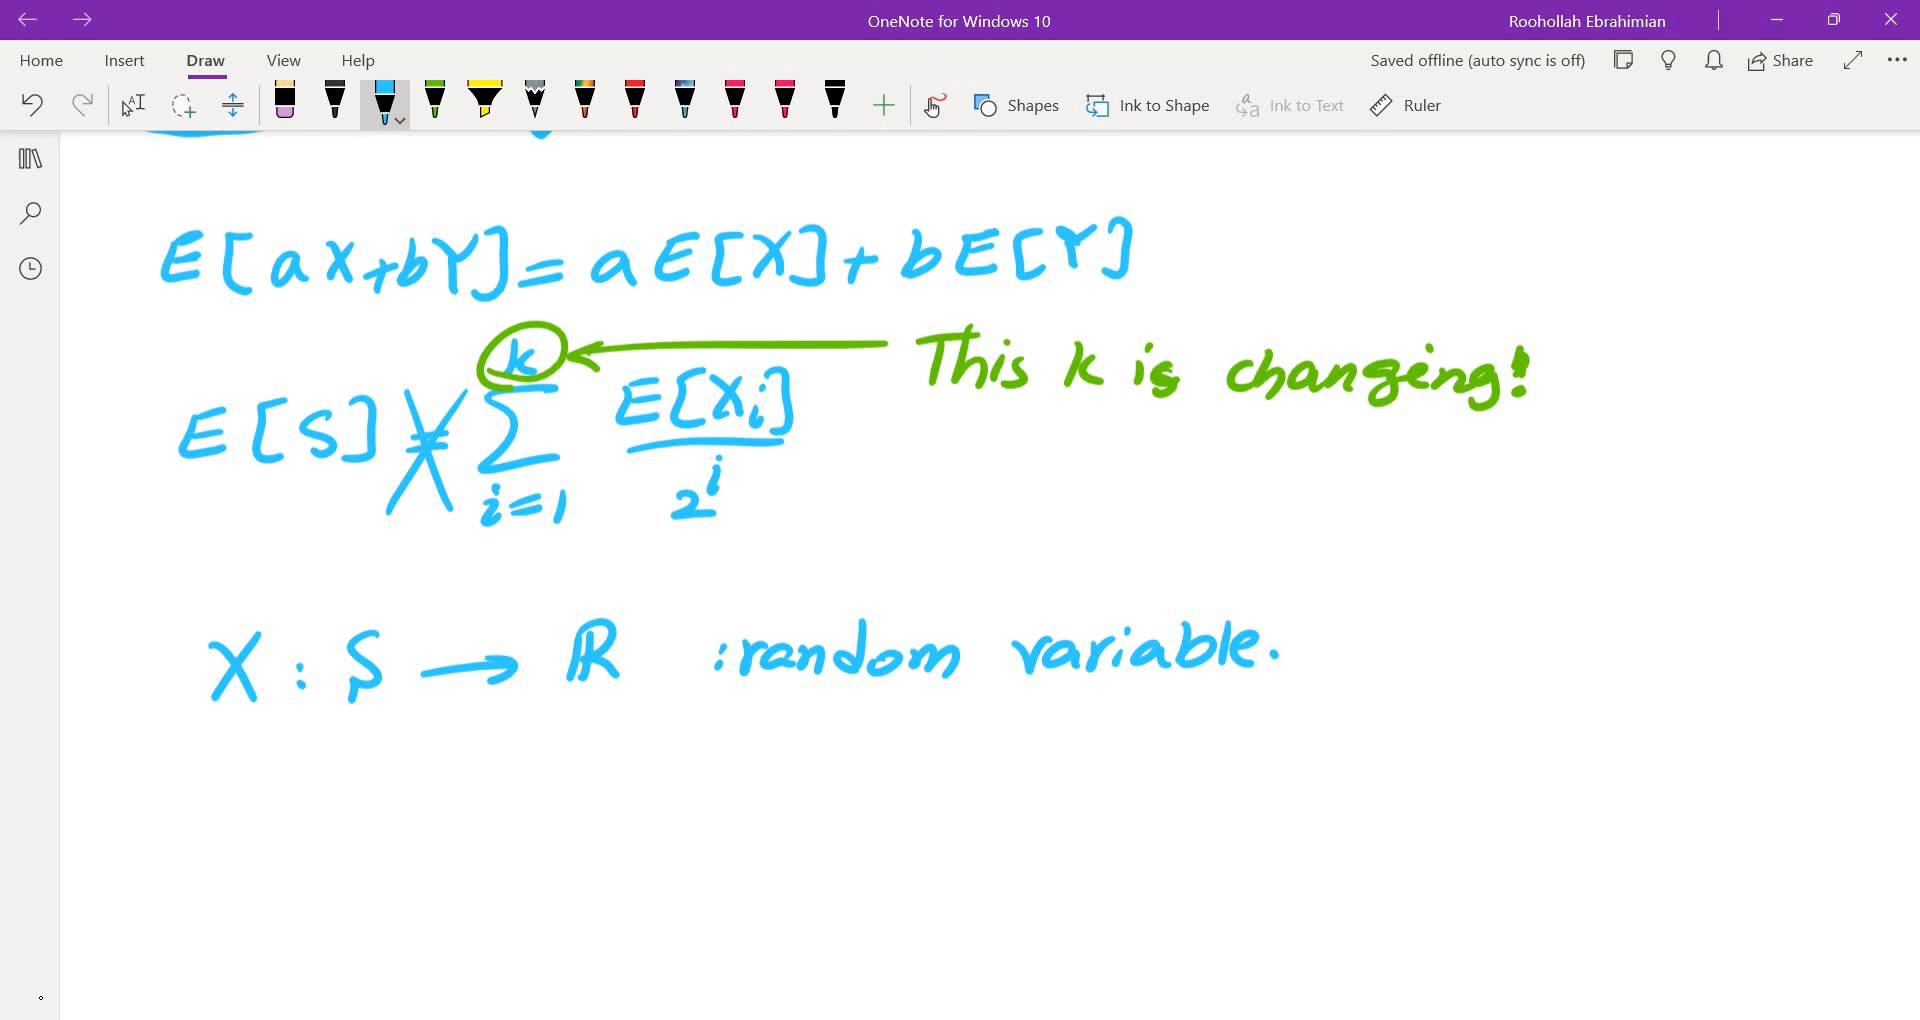 OneNote for Windows 10
Roohollah Ebrahimian
Home Insert Draw View Help
Saved offline (auto sync is off) Share
Shapes Ink to Shape Ink to Text Ruler
E[aX+bY]=aE[X]+bE[Y]
This k is changing!
E[S] ≠ ∑_{i=1}^{k} E[X_i]/2^i
X : S → ℝ : random variable.